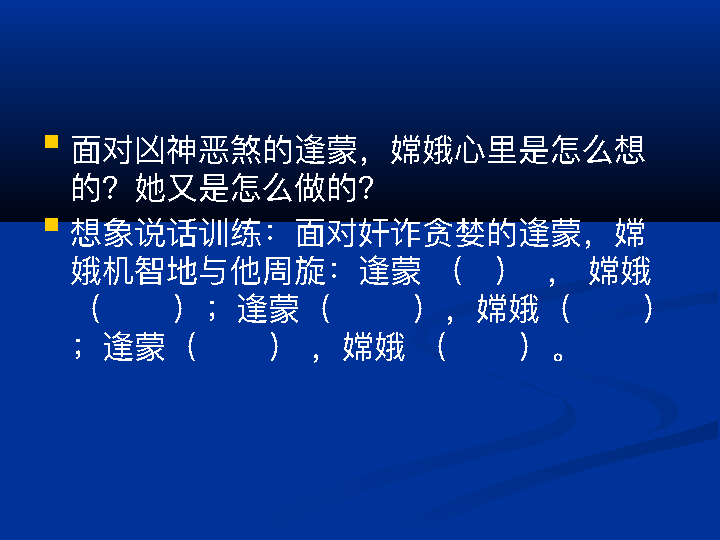 面对凶神恶煞的逢蒙，嫦娥心里是怎么想
的？她又是怎么做的？
想象说话训练：面对奸诈贪婪的逢蒙，嫦
娥机智地与他周旋：逢蒙 （ ） ， 嫦娥
（ ）；逢蒙（ ），嫦娥（ ）
；逢蒙（ ） ，嫦娥 （ ）。